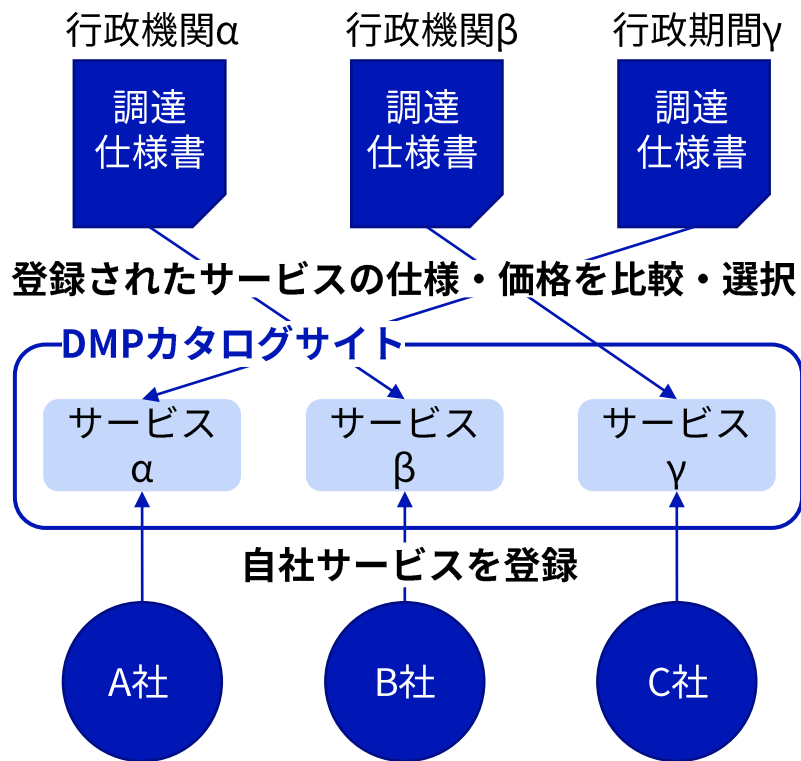 行政機関α
行政機関β
行政期間γ
調達
仕様書
調達
仕様書
調達
仕様書
登録されたサービスの仕様・価格を比較・選択
DMPカタログサイト
サービス
α
サービス
β
サービス
γ
自社サービスを登録
A社
B社
C社